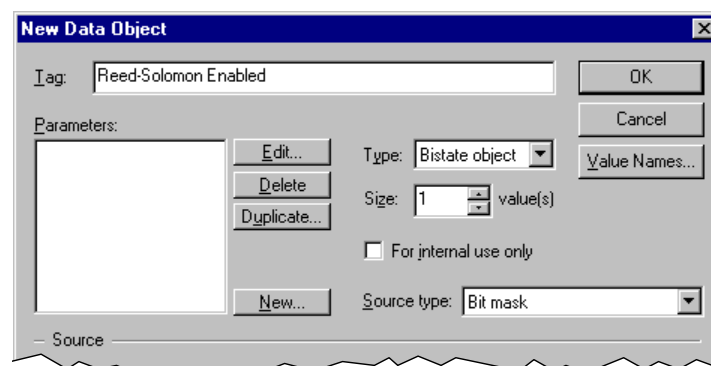 New Data Object
Tag: Reed-Solomon Enabled
OK
Cancel
Value Names...
Parameters:
Edit...
Delete
Duplicate...
New...
Type: Bistate object
Size: 1 value(s)
For internal use only
Source type: Bit mask
Source